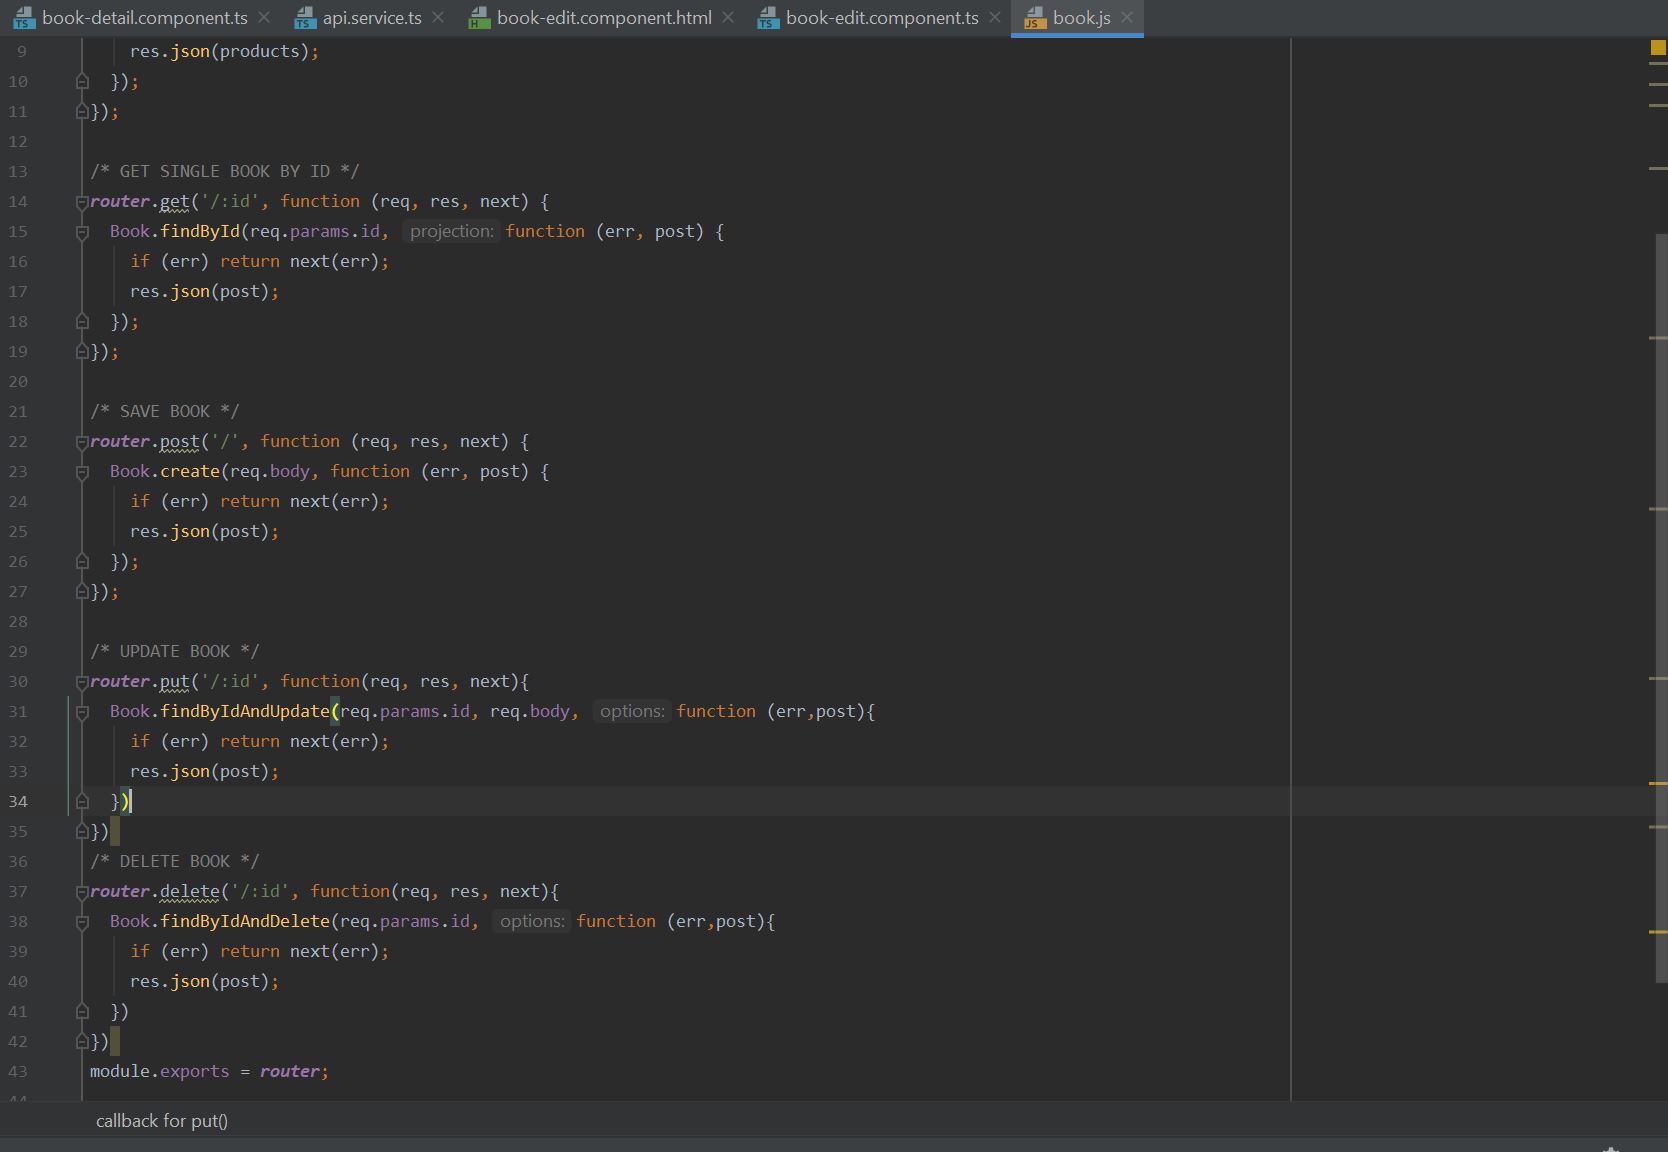 book-detail.component.ts api.service.ts book-edit.component.html book-edit.component.ts book.js
9 res.json(products);
10 });
11 });
12
13 /* GET SINGLE BOOK BY ID */
14 router.get('/:id', function (req, res, next) {
15 Book.findById(req.params.id, projection: function (err, post) {
16 if (err) return next(err);
17 res.json(post);
18 });
19 });
20
21 /* SAVE BOOK */
22 router.post('/', function (req, res, next) {
23 Book.create(req.body, function (err, post) {
24 if (err) return next(err);
25 res.json(post);
26 });
27 });
28
29 /* UPDATE BOOK */
30 router.put('/:id', function(req, res, next){
31 Book.findByIdAndUpdate(req.params.id, req.body, options: function (err,post){
32 if (err) return next(err);
33 res.json(post);
34 })
35 })
36 /* DELETE BOOK */
37 router.delete('/:id', function(req, res, next){
38 Book.findByIdAndDelete(req.params.id, options: function (err,post){
39 if (err) return next(err);
40 res.json(post);
41 })
42 })
43 module.exports = router;
44
callback for put()